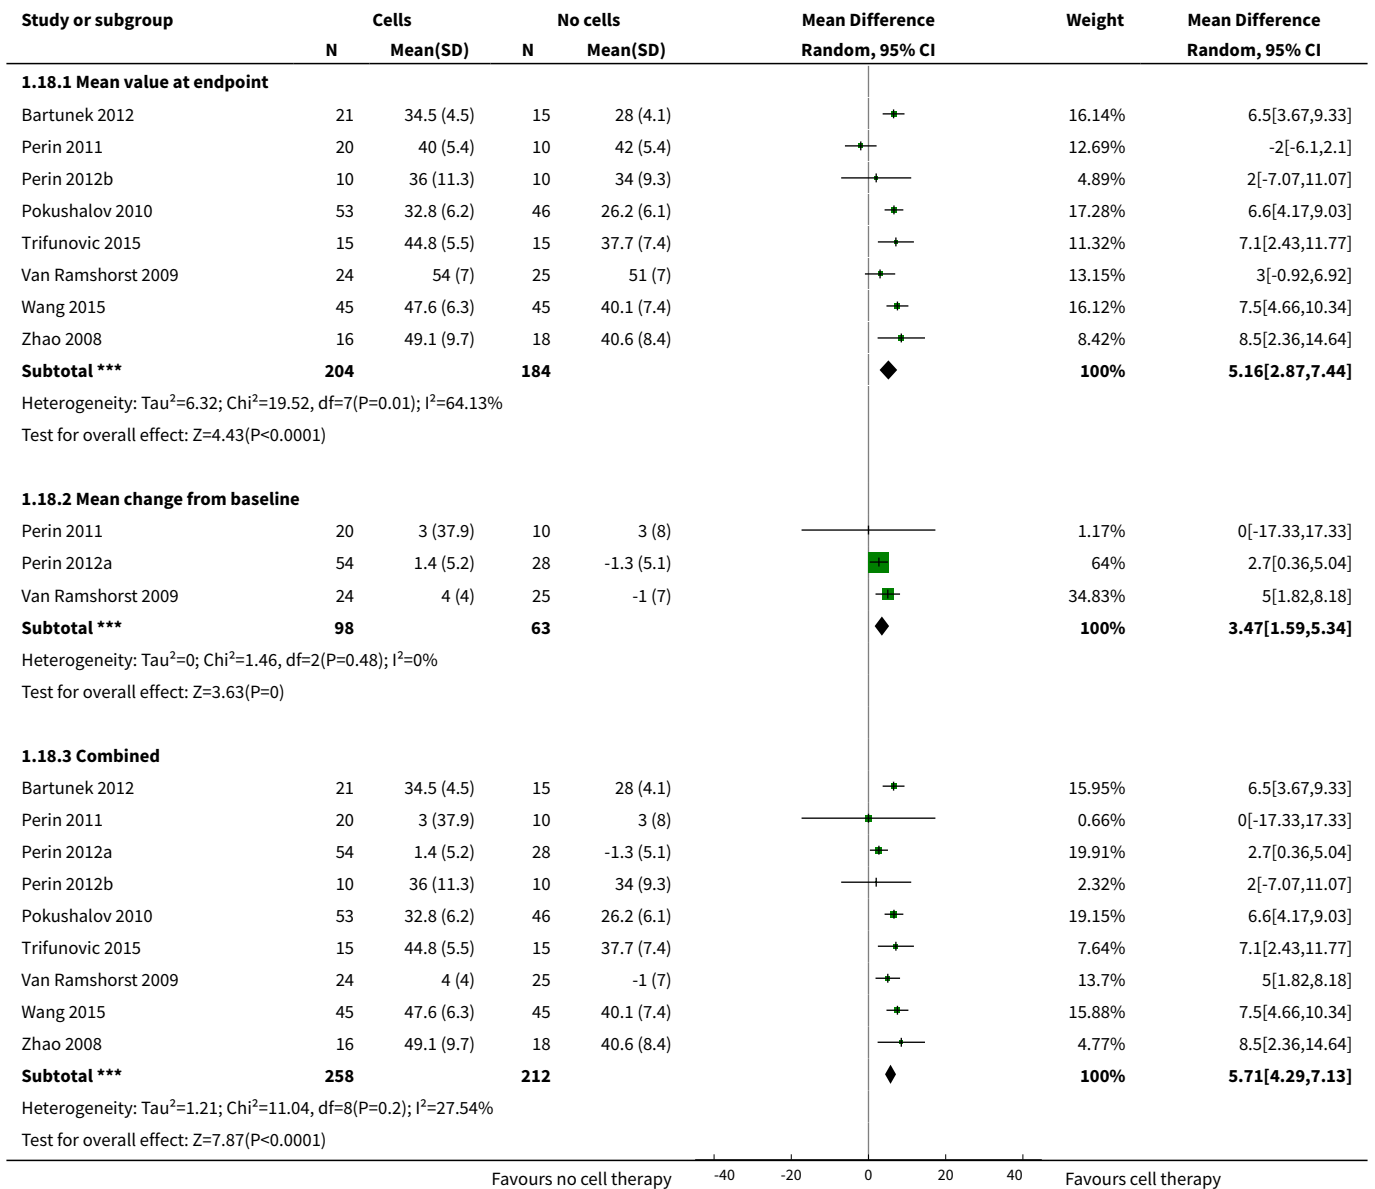 Study or subgroup Cells No cells Mean Difference Weight Mean Difference
N Mean(SD) N Mean(SD) Random, 95% CI Random, 95% CI
1.18.1 Mean value at endpoint
Bartunek 2012 21 34.5 (4.5) 15 28 (4.1) 16.14% 6.5[3.67,9.33]
Perin 2011 20 40 (5.4) 10 42 (5.4) 12.69% -2[-6.1,2.1]
Perin 2012b 10 36 (11.3) 10 34 (9.3) 4.89% 2[-7.07,11.07]
Pokushalov 2010 53 32.8 (6.2) 46 26.2 (6.1) 17.28% 6.6[4.17,9.03]
Trifunovic 2015 15 44.8 (5.5) 15 37.7 (7.4) 11.32% 7.1[2.43,11.77]
Van Ramshorst 2009 24 54 (7) 25 51 (7) 13.15% 3[-0.92,6.92]
Wang 2015 45 47.6 (6.3) 45 40.1 (7.4) 16.12% 7.5[4.66,10.34]
Zhao 2008 16 49.1 (9.7) 18 40.6 (8.4) 8.42% 8.5[2.36,14.64]
Subtotal *** 204 184 100% 5.16[2.87,7.44]
Heterogeneity: Tau²=6.32; Chi²=19.52, df=7(P=0.01); I²=64.13%
Test for overall effect: Z=4.43(P<0.0001)
1.18.2 Mean change from baseline
Perin 2011 20 3 (37.9) 10 3 (8) 1.17% 0[-17.33,17.33]
Perin 2012a 54 1.4 (5.2) 28 -1.3 (5.1) 64% 2.7[0.36,5.04]
Van Ramshorst 2009 24 4 (4) 25 -1 (7) 34.83% 5[1.82,8.18]
Subtotal *** 98 63 100% 3.47[1.59,5.34]
Heterogeneity: Tau²=0; Chi²=1.46, df=2(P=0.48); I²=0%
Test for overall effect: Z=3.63(P=0)
1.18.3 Combined
Bartunek 2012 21 34.5 (4.5) 15 28 (4.1) 15.95% 6.5[3.67,9.33]
Perin 2011 20 3 (37.9) 10 3 (8) 0.66% 0[-17.33,17.33]
Perin 2012a 54 1.4 (5.2) 28 -1.3 (5.1) 19.91% 2.7[0.36,5.04]
Perin 2012b 10 36 (11.3) 10 34 (9.3) 2.32% 2[-7.07,11.07]
Pokushalov 2010 53 32.8 (6.2) 46 26.2 (6.1) 19.15% 6.6[4.17,9.03]
Trifunovic 2015 15 44.8 (5.5) 15 37.7 (7.4) 7.64% 7.1[2.43,11.77]
Van Ramshorst 2009 24 4 (4) 25 -1 (7) 13.7% 5[1.82,8.18]
Wang 2015 45 47.6 (6.3) 45 40.1 (7.4) 15.88% 7.5[4.66,10.34]
Zhao 2008 16 49.1 (9.7) 18 40.6 (8.4) 4.77% 8.5[2.36,14.64]
Subtotal *** 258 212 100% 5.71[4.29,7.13]
Heterogeneity: Tau²=1.21; Chi²=11.04, df=8(P=0.2); I²=27.54%
Test for overall effect: Z=7.87(P<0.0001)
Favours no cell therapy -40 -20 0 20 40 Favours cell therapy